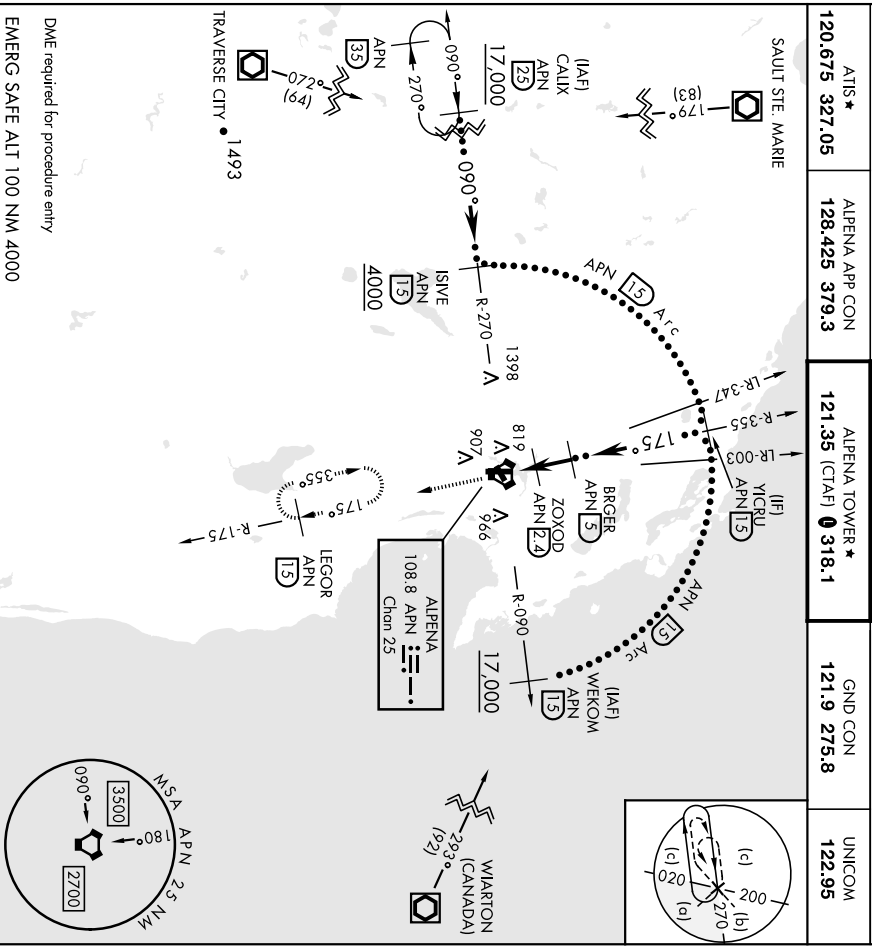 ATIS★
120.675 327.05
ALPENA APP CON
128.425 379.3
ALPENA TOWER★
121.35 (CTAF) L 318.1
GND CON
121.9 275.8
UNICOM
122.95
SAULT STE. MARIE
179°
(83)
TRAVERSE CITY
072°
(64)
1493
(IAF)
CALIX
APN
25
17,000
090°
270°
APN
35
090°
ISIVE
APN
15
4000
R-270
1398
APN
15
Arc
LR-347
R-355
LR-003
(IF)
YICRU
APN
15
175°
BRGER
APN
5
ZOXOD
APN
2.4
819
907
966
355°
175°
R-175
LEGOR
APN
15
ALPENA
108.8 APN
Chan 25
R-090
APN
15
Arc
(IAF)
WEKOM
APN
15
17,000
WIARTON
(CANADA)
293°
(92)
(c)
(c)
020
200
270
(a)
(b)
MSA APN 25 NM
180°
090°
3500
2700
DME required for procedure entry
EMERG SAFE ALT 100 NM 4000